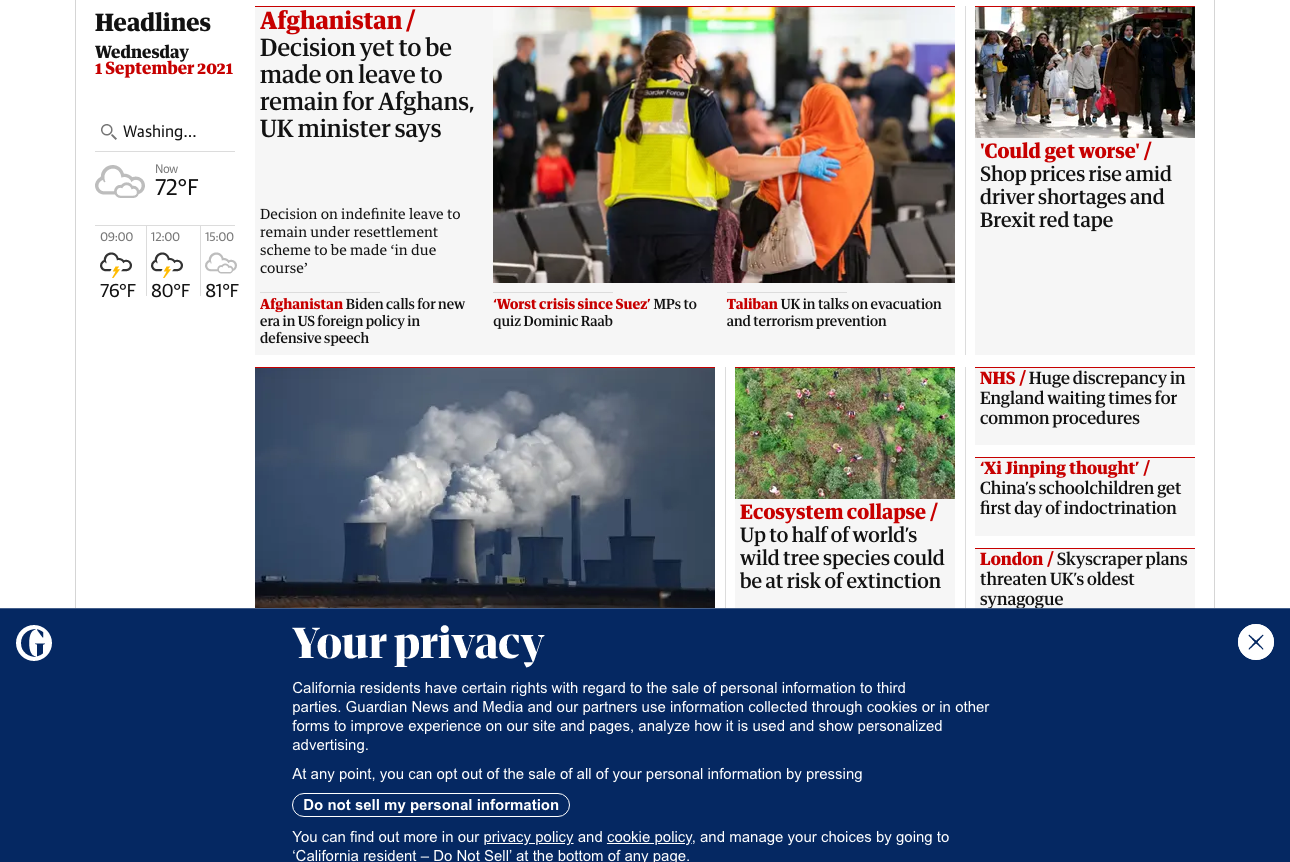 Headlines
Wednesday
1 September 2021
Washing...
Now
72°F
09:00
12:00
15:00
76°F
80°F
81°F
Afghanistan /
Decision yet to be
made on leave to
remain for Afghans,
UK minister says
Decision on indefinite leave to
remain under resettlement
scheme to be made ‘in due
course’
Border Force
Afghanistan Biden calls for new
era in US foreign policy in
defensive speech
‘Worst crisis since Suez’ MPs to
quiz Dominic Raab
Taliban UK in talks on evacuation
and terrorism prevention
'Could get worse' /
Shop prices rise amid
driver shortages and
Brexit red tape
Ecosystem collapse /
Up to half of world’s
wild tree species could
be at risk of extinction
NHS / Huge discrepancy in
England waiting times for
common procedures
‘Xi Jinping thought’ /
China’s schoolchildren get
first day of indoctrination
London / Skyscraper plans
threaten UK’s oldest
synagogue
G
Your privacy
California residents have certain rights with regard to the sale of personal information to third
parties. Guardian News and Media and our partners use information collected through cookies or in other
forms to improve experience on our site and pages, analyze how it is used and show personalized
advertising.
At any point, you can opt out of the sale of all of your personal information by pressing
Do not sell my personal information
You can find out more in our privacy policy and cookie policy, and manage your choices by going to
‘California resident – Do Not Sell’ at the bottom of any page.